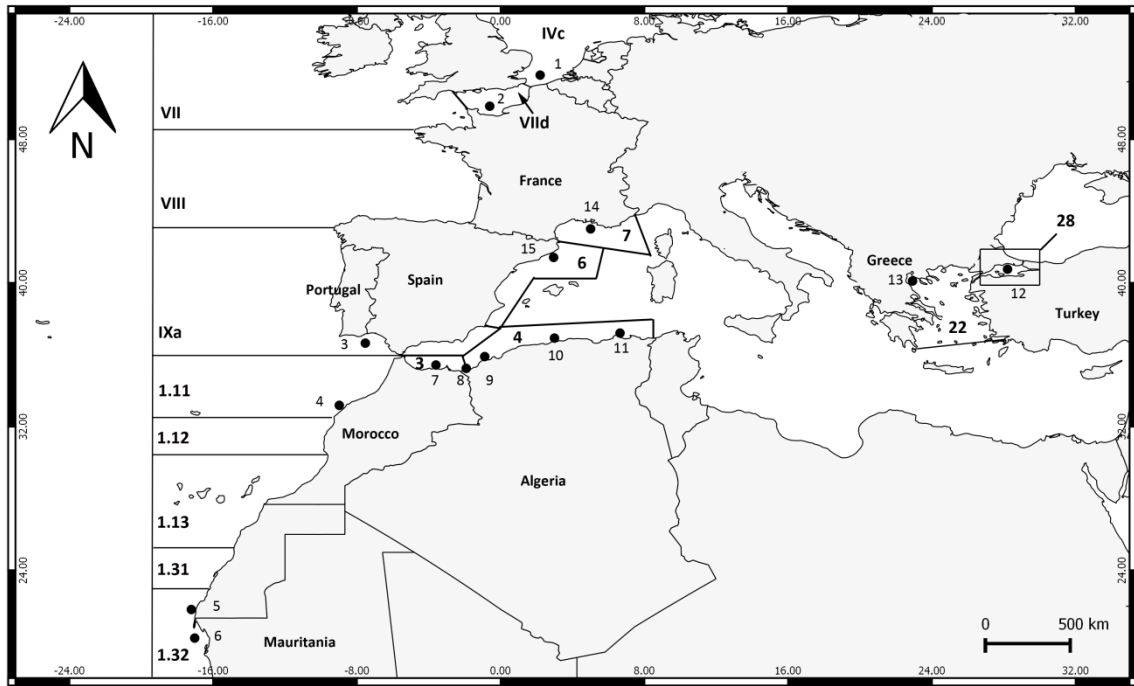 -24.00 -16.00 -8.00 0.00 8.00 16.00 24.00 32.00
IVc
1
N
2
VII
VIId
48.00 48.00
France
VIII
14
28
15
7
6
Greece
Spain
40.00 40.00
Portugal
13
12
Turkey
22
IXa
3
4
10
11
3
7
8
9
1.11
4
32.00 32.00
1.12
Morocco
Algeria
1.13
24.00 24.00
1.31
5
6
Mauritania
0 500 km
1.32
-24.00 -16.00 -8.00 0.00 8.00 16.00 24.00 32.00